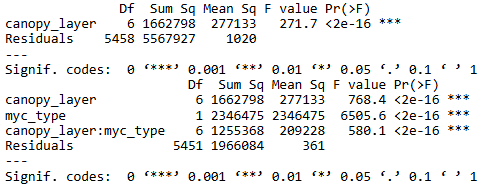 Df Sum Sq Mean Sq F value Pr(>F)
canopy_layer 6 1662798 277133 271.7 <2e-16 ***
Residuals 5458 5567927 1020
---
Signif. codes: 0 ‘***’ 0.001 ‘**’ 0.01 ‘*’ 0.05 ‘.’ 0.1 ‘ ’ 1
Df Sum Sq Mean Sq F value Pr(>F)
canopy_layer 6 1662798 277133 768.4 <2e-16 ***
myc_type 1 2346475 2346475 6505.6 <2e-16 ***
canopy_layer:myc_type 6 1255368 209228 580.1 <2e-16 ***
Residuals 5451 1966084 361
---
Signif. codes: 0 ‘***’ 0.001 ‘**’ 0.01 ‘*’ 0.05 ‘.’ 0.1 ‘ ’ 1